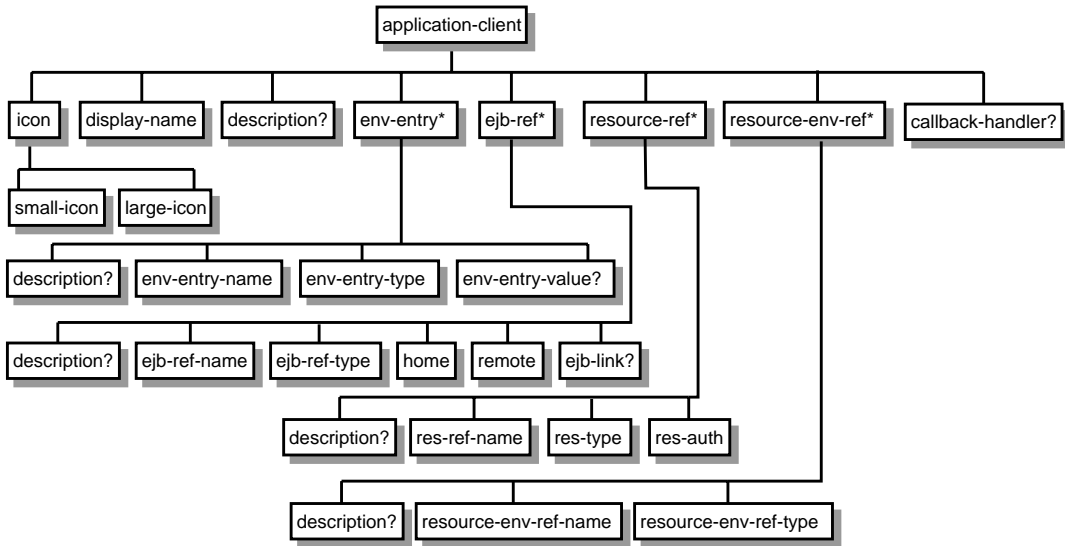 application-client
icon
display-name
description?
env-entry*
ejb-ref*
resource-ref*
resource-env-ref*
callback-handler?
small-icon
large-icon
description?
env-entry-name
env-entry-type
env-entry-value?
description?
ejb-ref-name
ejb-ref-type
home
remote
ejb-link?
description?
res-ref-name
res-type
res-auth
description?
resource-env-ref-name
resource-env-ref-type